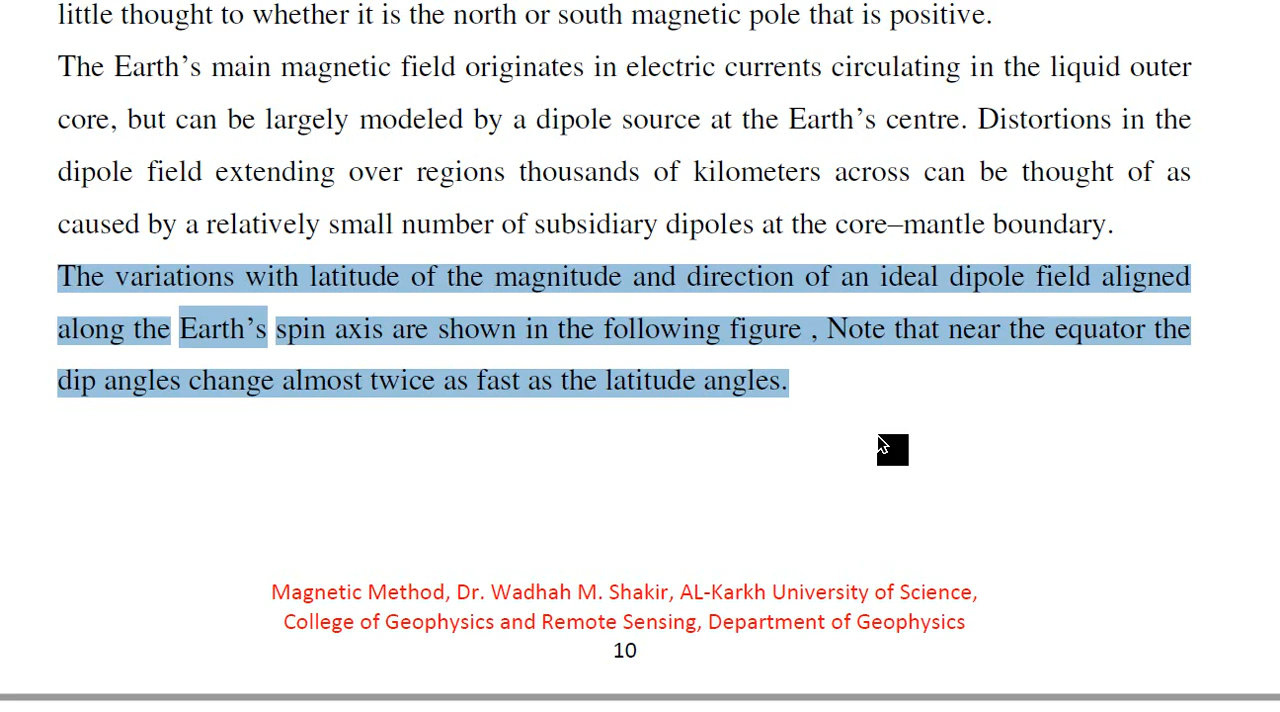 little thought to whether it is the north or south magnetic pole that is positive.
The Earth’s main magnetic field originates in electric currents circulating in the liquid outer
core, but can be largely modeled by a dipole source at the Earth’s centre. Distortions in the
dipole field extending over regions thousands of kilometers across can be thought of as
caused by a relatively small number of subsidiary dipoles at the core–mantle boundary.
The variations with latitude of the magnitude and direction of an ideal dipole field aligned
along the Earth’s spin axis are shown in the following figure , Note that near the equator the
dip angles change almost twice as fast as the latitude angles.
Magnetic Method, Dr. Wadhah M. Shakir, AL-Karkh University of Science,
College of Geophysics and Remote Sensing, Department of Geophysics
10